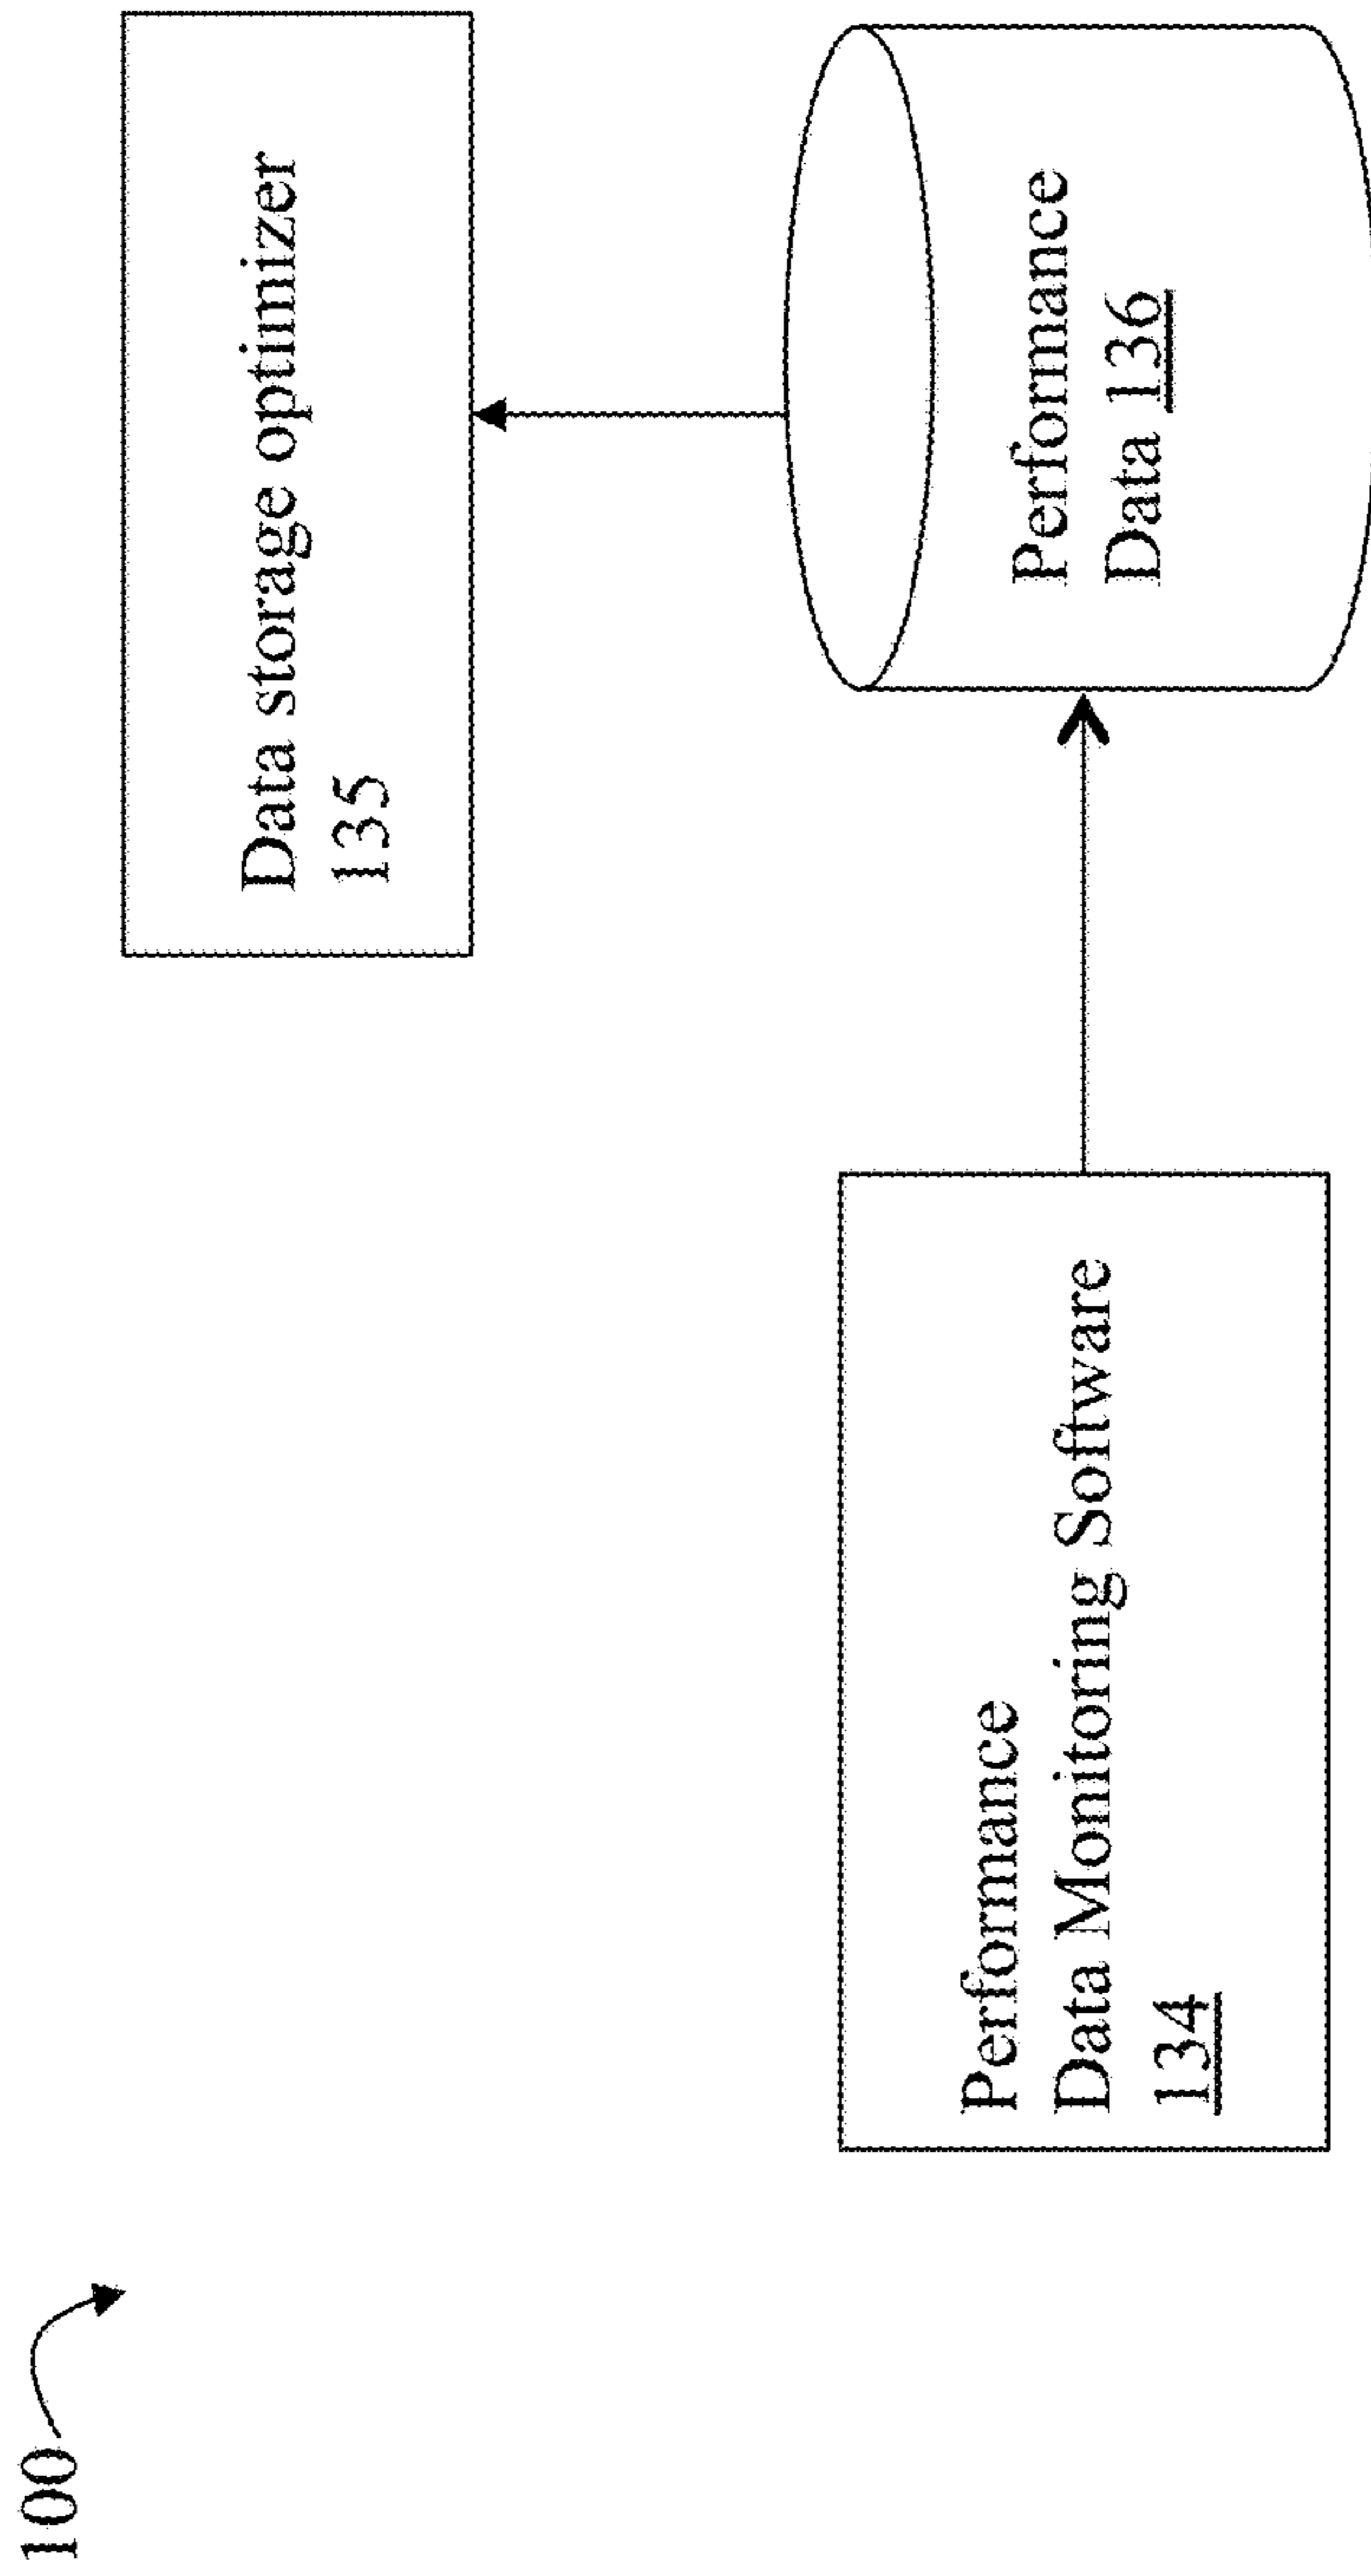 100
Data storage optimizer
135
Performance
Data Monitoring Software
134
Performance
Data 136